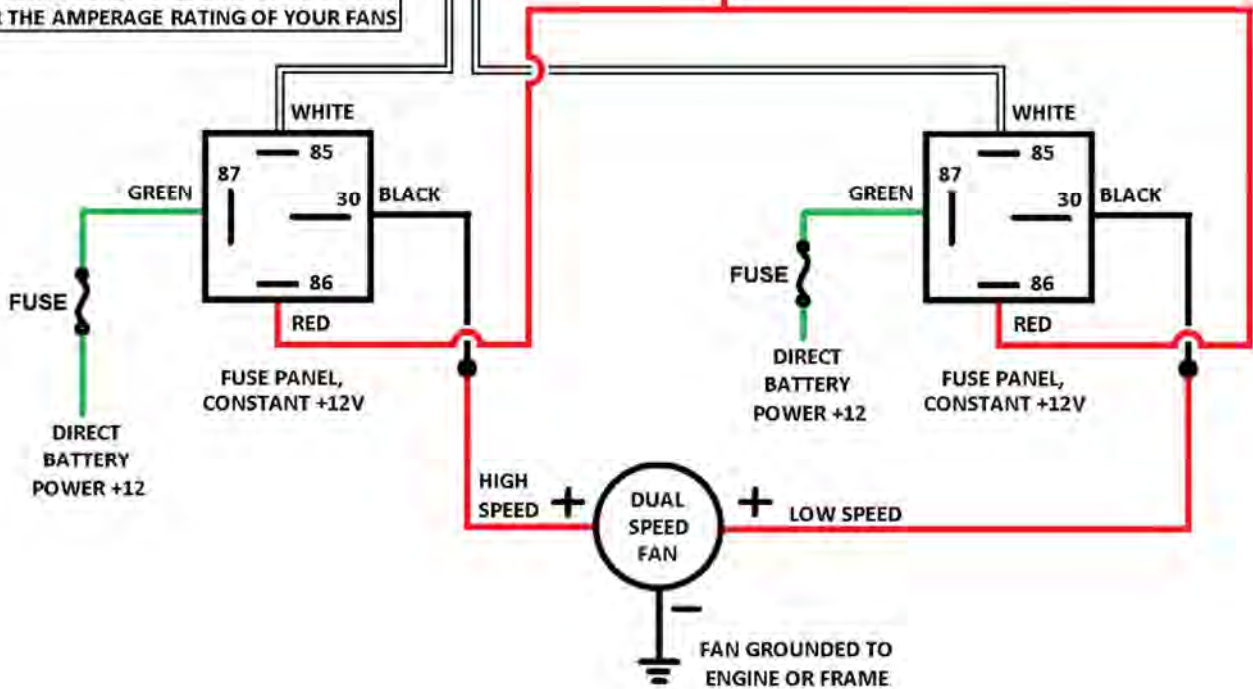 R THE AMPERAGE RATING OF YOUR FANS
WHITE
85
87
GREEN
30
BLACK
86
FUSE
RED
FUSE PANEL,
CONSTANT +12V
DIRECT
BATTERY
POWER +12
WHITE
85
87
GREEN
30
BLACK
86
FUSE
RED
DIRECT
BATTERY
POWER +12
FUSE PANEL,
CONSTANT +12V
HIGH
SPEED
+
DUAL
SPEED
FAN
+
LOW SPEED
−
FAN GROUNDED TO
ENGINE OR FRAME